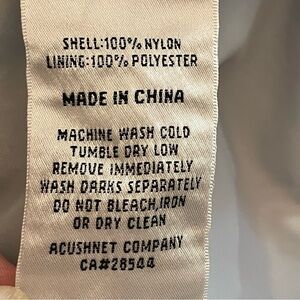 SHELL:100% NYLON
LINING:100% POLYESTER
MADE IN CHINA
MACHINE WASH COLD
TUMBLE DRY LOW
REMOVE IMMEDIATELY
WASH DARKS SEPARATELY
DO NOT BLEACH,IRON
OR DRY CLEAN
ACUSHNET COMPANY
CA#28544